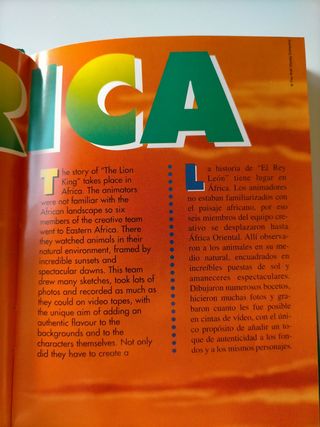 RICA
The story of "The Lion
King" takes place in
Africa. The animators
were not familiar with the
African landscape so six
members of the creative team
went to Eastern Africa. There
they watched animals in their
natural environment, framed by
incredible sunsets and
spectacular dawns. This team
drew many sketches, took lots of
photos and recorded as much as
they could on video tapes, with
the unique aim of adding an
authentic flavour to the
backgrounds and to the
characters themselves. Not only
did they have to create a
La historia de "El Rey
León" tiene lugar en
África. Los animadores
no estaban familiarizados con
el paisaje africano, por eso
seis miembros del equipo cre-
ativo se desplazaron hasta
África Oriental. Allí observar-
on a los animales en su me-
dio natural, encuadrados en
increíbles puestas de sol y
amaneceres espectaculares.
Dibujaron numerosos bocetos,
hicieron muchas fotos y gra-
baron cuanto les fue posible
en cintas de vídeo, con el úni-
co propósito de añadir un to-
que de autenticidad a los fon-
dos y a los mismos personajes.